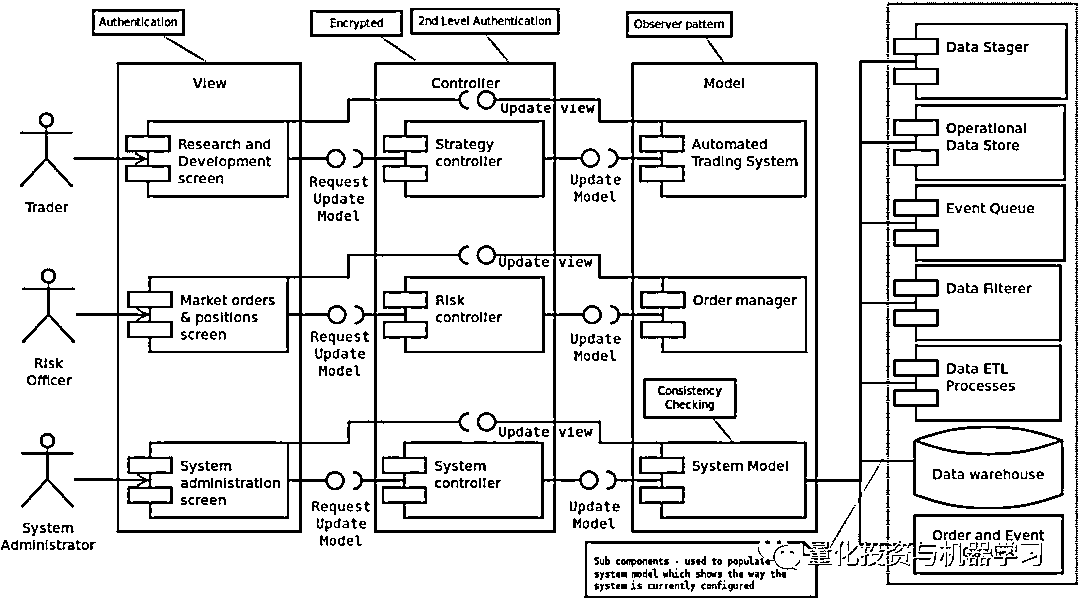 Authentication
Encrypted
2nd Level Authentication
Observer pattern
View
Controller
Model
Update view
Research and
Development
screen
Strategy
controller
Automated
Trading System
Trader
Request
Update
Model
Update
Model
Update view
Market orders
& positions
screen
Risk
controller
Order manager
Risk
Officer
Request
Update
Model
Update
Model
Consistency
Checking
Update view
System
administration
screen
System
controller
System Model
System
Administrator
Request
Update
Model
Update
Model
Sub components - used to populate
system model which shows the way the
system is currently configured
Data Stager
Operational
Data Store
Event Queue
Data Filterer
Data ETL
Processes
Data warehouse
Order and Event
量化投资与机器学习